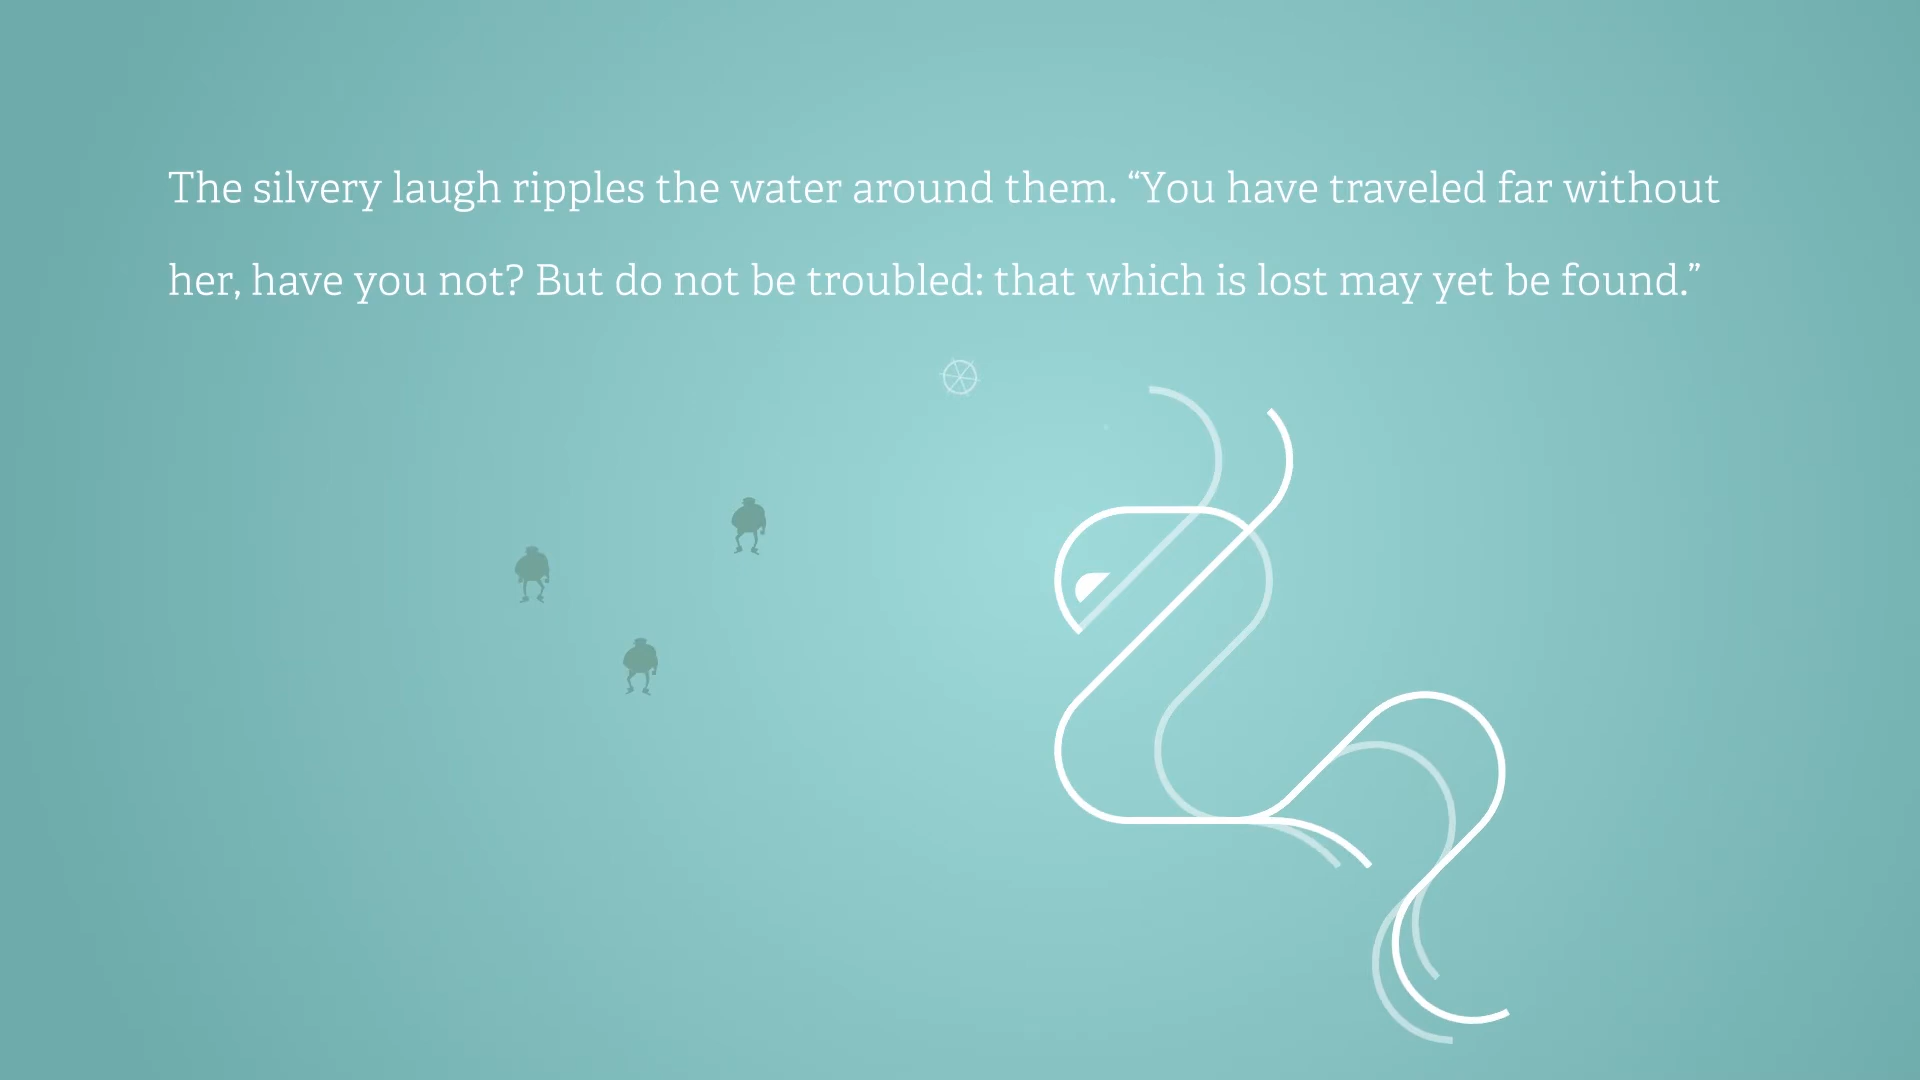 The silvery laugh ripples the water around them. “You have traveled far without
her, have you not? But do not be troubled: that which is lost may yet be found.”